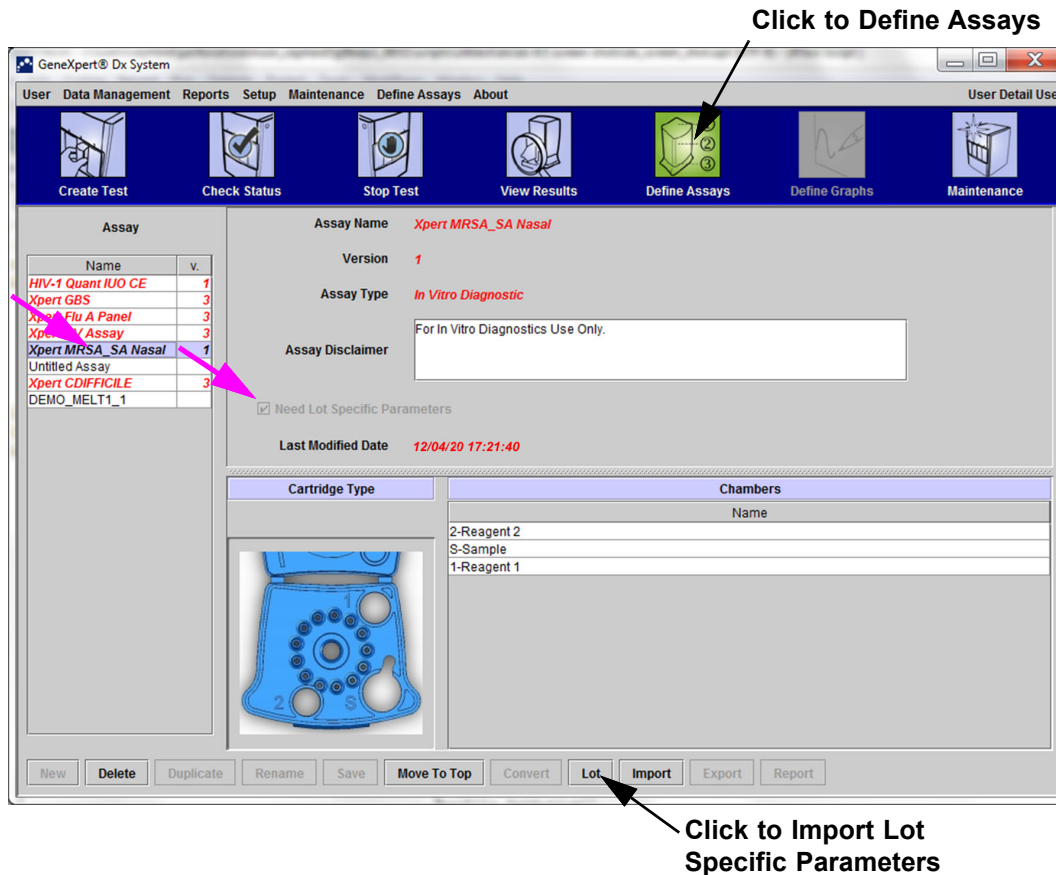 Click to Define Assays
GeneXpert® Dx System
User Data Management Reports Setup Maintenance Define Assays About User Detail Use
Create Test Check Status Stop Test View Results Define Assays Define Graphs Maintenance
Assay
Name v.
HIV-1 Quant IUO CE 1
Xpert GBS 3
Xpert Flu A Panel 3
Assay 3
Xpert MRSA_SA Nasal 1
Untitled Assay
Xpert CDIFFICILE 3
DEMO_MELT1_1
Assay Name Xpert MRSA_SA Nasal
Version 1
Assay Type In Vitro Diagnostic
Assay Disclaimer For In Vitro Diagnostics Use Only.
Need Lot Specific Parameters
Last Modified Date 12/04/20 17:21:40
Cartridge Type
1
2 S
Chambers
Name
2-Reagent 2
S-Sample
1-Reagent 1
New Delete Duplicate Rename Save Move To Top Convert Lot Import Export Report
Click to Import Lot
Specific Parameters